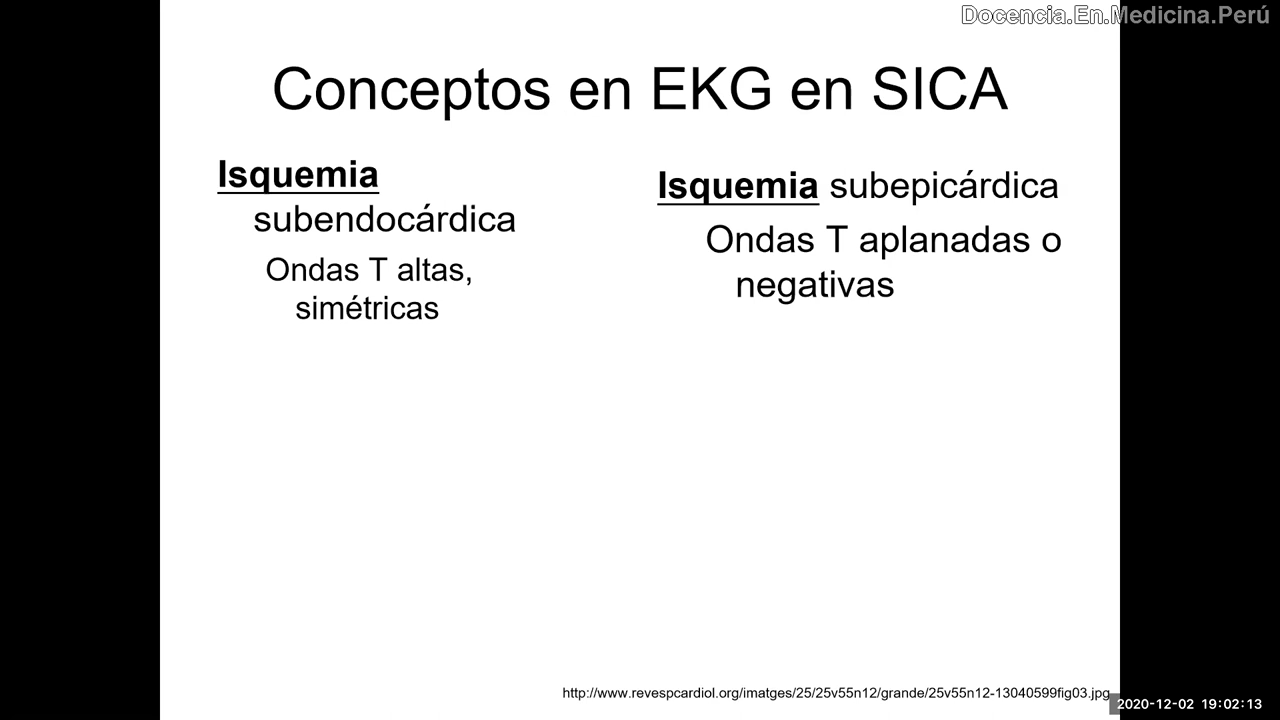 Docencia.En.Medicina.Perú
Conceptos en EKG en SICA
Isquemia
subendocárdica
Ondas T altas,
simétricas
Isquemia subepicárdica
Ondas T aplanadas o
negativas
http://www.revespcardiol.org/imatges/25/25v55n12/grande/25v55n12-13040599fig03.jpg
2020-12-02 19:02:13